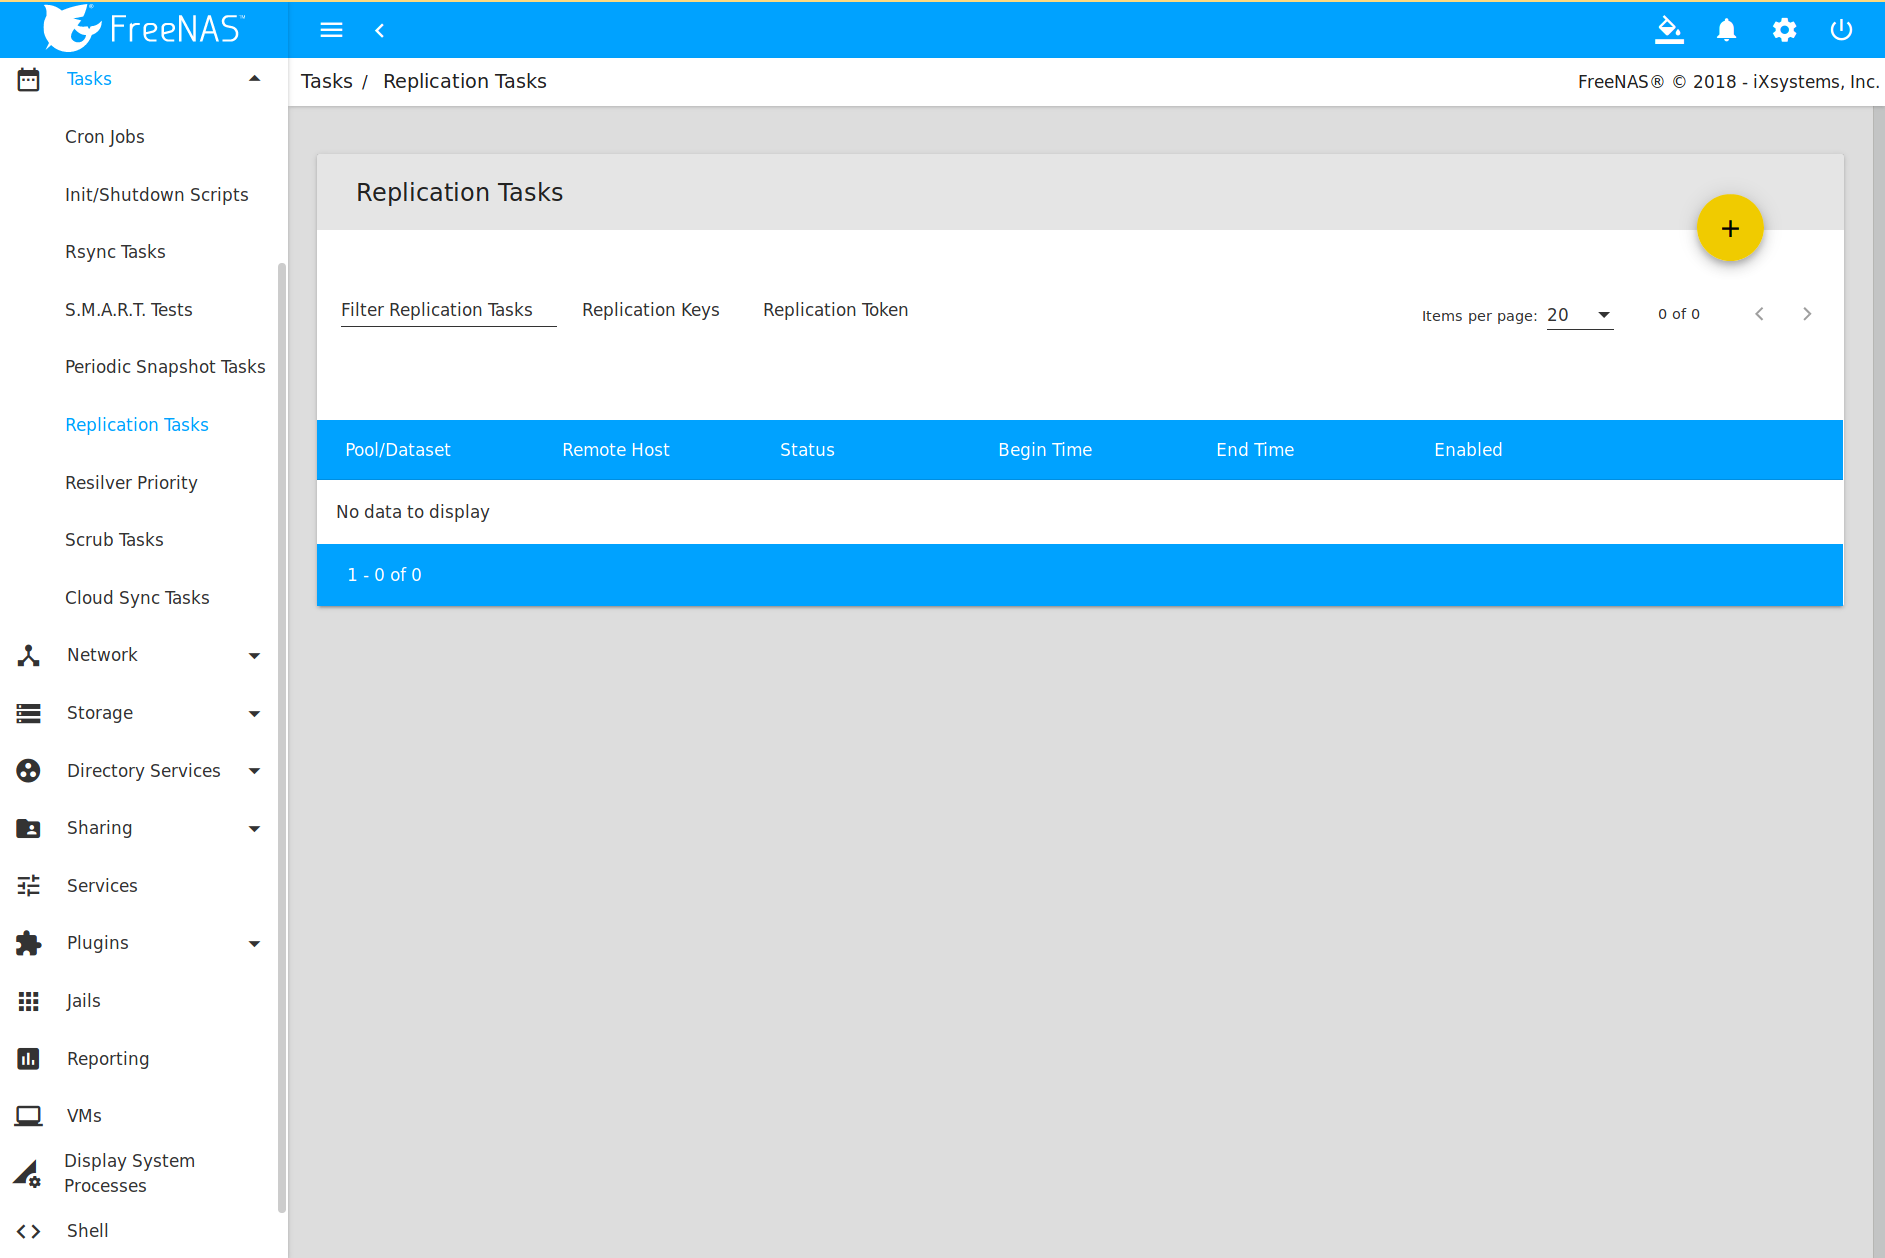 FreeNAS™
Tasks
Cron Jobs
Init/Shutdown Scripts
Rsync Tasks
S.M.A.R.T. Tests
Periodic Snapshot Tasks
Replication Tasks
Resilver Priority
Scrub Tasks
Cloud Sync Tasks
Network
Storage
Directory Services
Sharing
Services
Plugins
Jails
Reporting
VMs
Display System
Processes
Shell
Tasks / Replication Tasks
FreeNAS® © 2018 - iXsystems, Inc.
Replication Tasks
+
Filter Replication Tasks Replication Keys Replication Token
Items per page: 20 0 of 0
Pool/Dataset Remote Host Status Begin Time End Time Enabled
No data to display
1 - 0 of 0